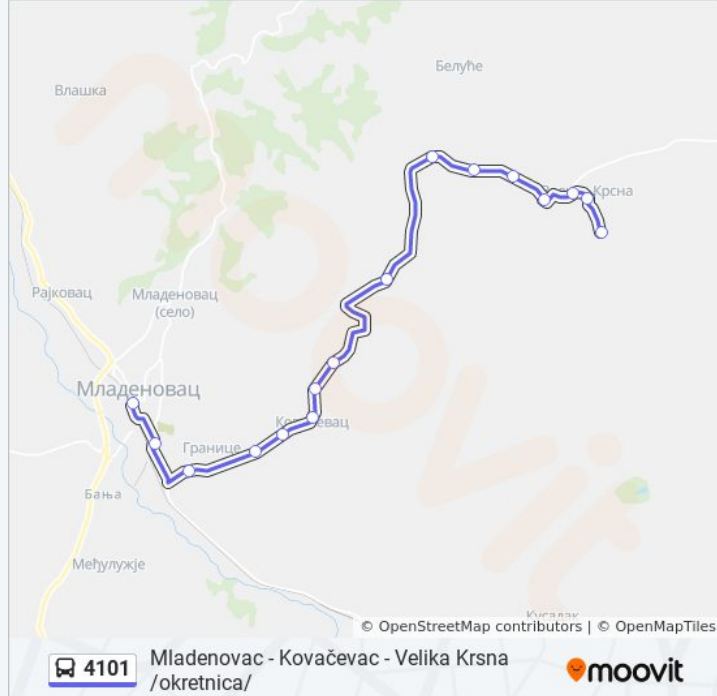 Белуће
Влашка
Крсна
Рајковац
Младеновац
(село)
Младеновац
Границе
Бања
Међулужје
© OpenStreetMap contributors | © OpenMapTiles
4101
Mladenovac - Kovačevac - Velika Krsna
/okretnica/
moovit